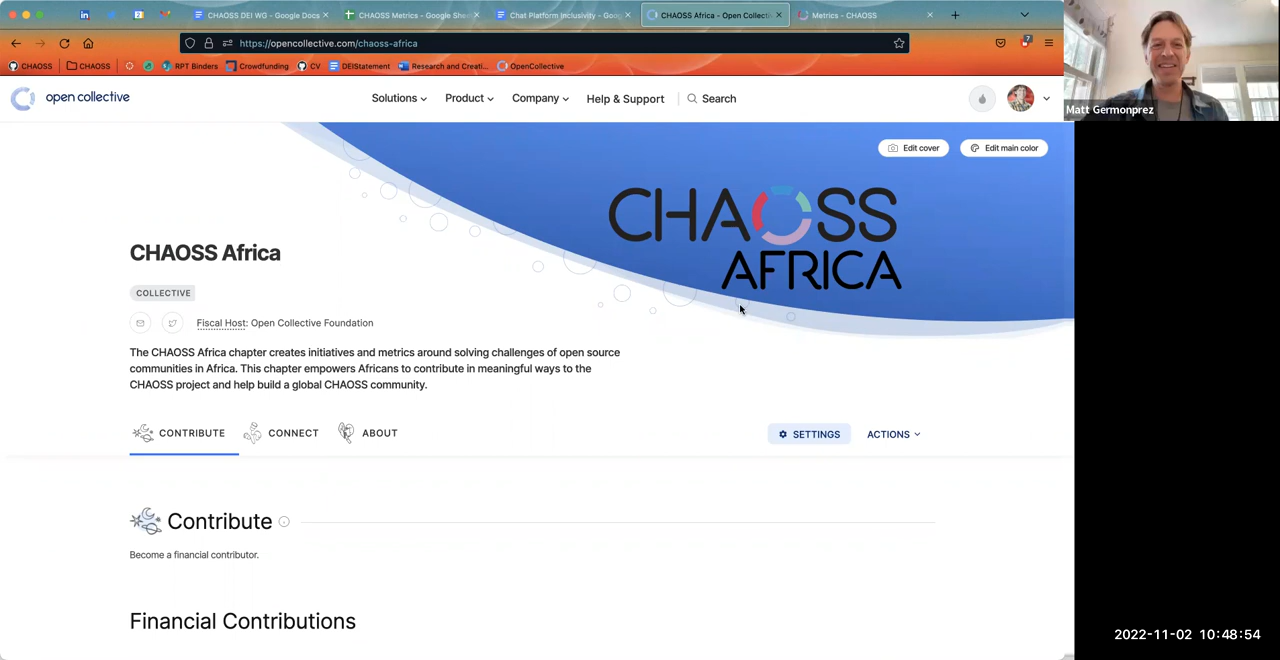 CHAOSS DEI WG - Google Docs
CHAOSS Metrics - Google She
Chat Platform Inclusivity - Goo
CHAOSS Africa - Open Collecti
Metrics - CHAOSS
https://opencollective.com/chaoss-africa
7
CHAOSS
CHAOSS
RPT Binders
Crowdfunding
CV
DEIStatement
Research and Creati...
OpenCollective
open collective
Solutions
Product
Company
Help & Support
Search
Matt Germonprez
Edit cover
Edit main color
CHAOSS
AFRICA
CHAOSS Africa
COLLECTIVE
Fiscal Host: Open Collective Foundation
The CHAOSS Africa chapter creates initiatives and metrics around solving challenges of open source
communities in Africa. This chapter empowers Africans to contribute in meaningful ways to the
CHAOSS project and help build a global CHAOSS community.
CONTRIBUTE
CONNECT
ABOUT
SETTINGS
ACTIONS
Contribute
Become a financial contributor.
Financial Contributions
2022-11-02 10:48:54